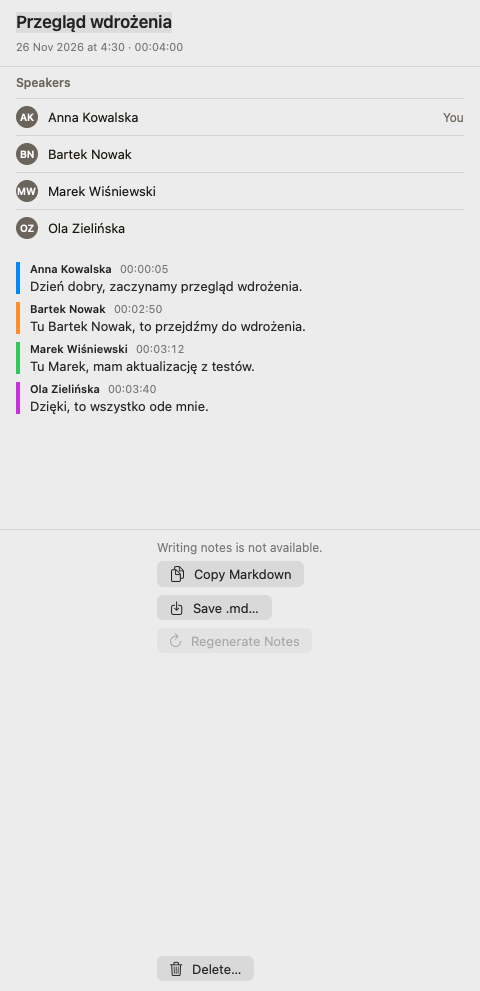 Przegląd wdrożenia
26 Nov 2026 at 4:30 · 00:04:00
Speakers
AK Anna Kowalska You
BN Bartek Nowak
MW Marek Wiśniewski
OZ Ola Zielińska
Anna Kowalska 00:00:05
Dzień dobry, zaczynamy przegląd wdrożenia.
Bartek Nowak 00:02:50
Tu Bartek Nowak, to przejdźmy do wdrożenia.
Marek Wiśniewski 00:03:12
Tu Marek, mam aktualizację z testów.
Ola Zielińska 00:03:40
Dzięki, to wszystko ode mnie.
Writing notes is not available.
Copy Markdown
Save .md…
Regenerate Notes
Delete…